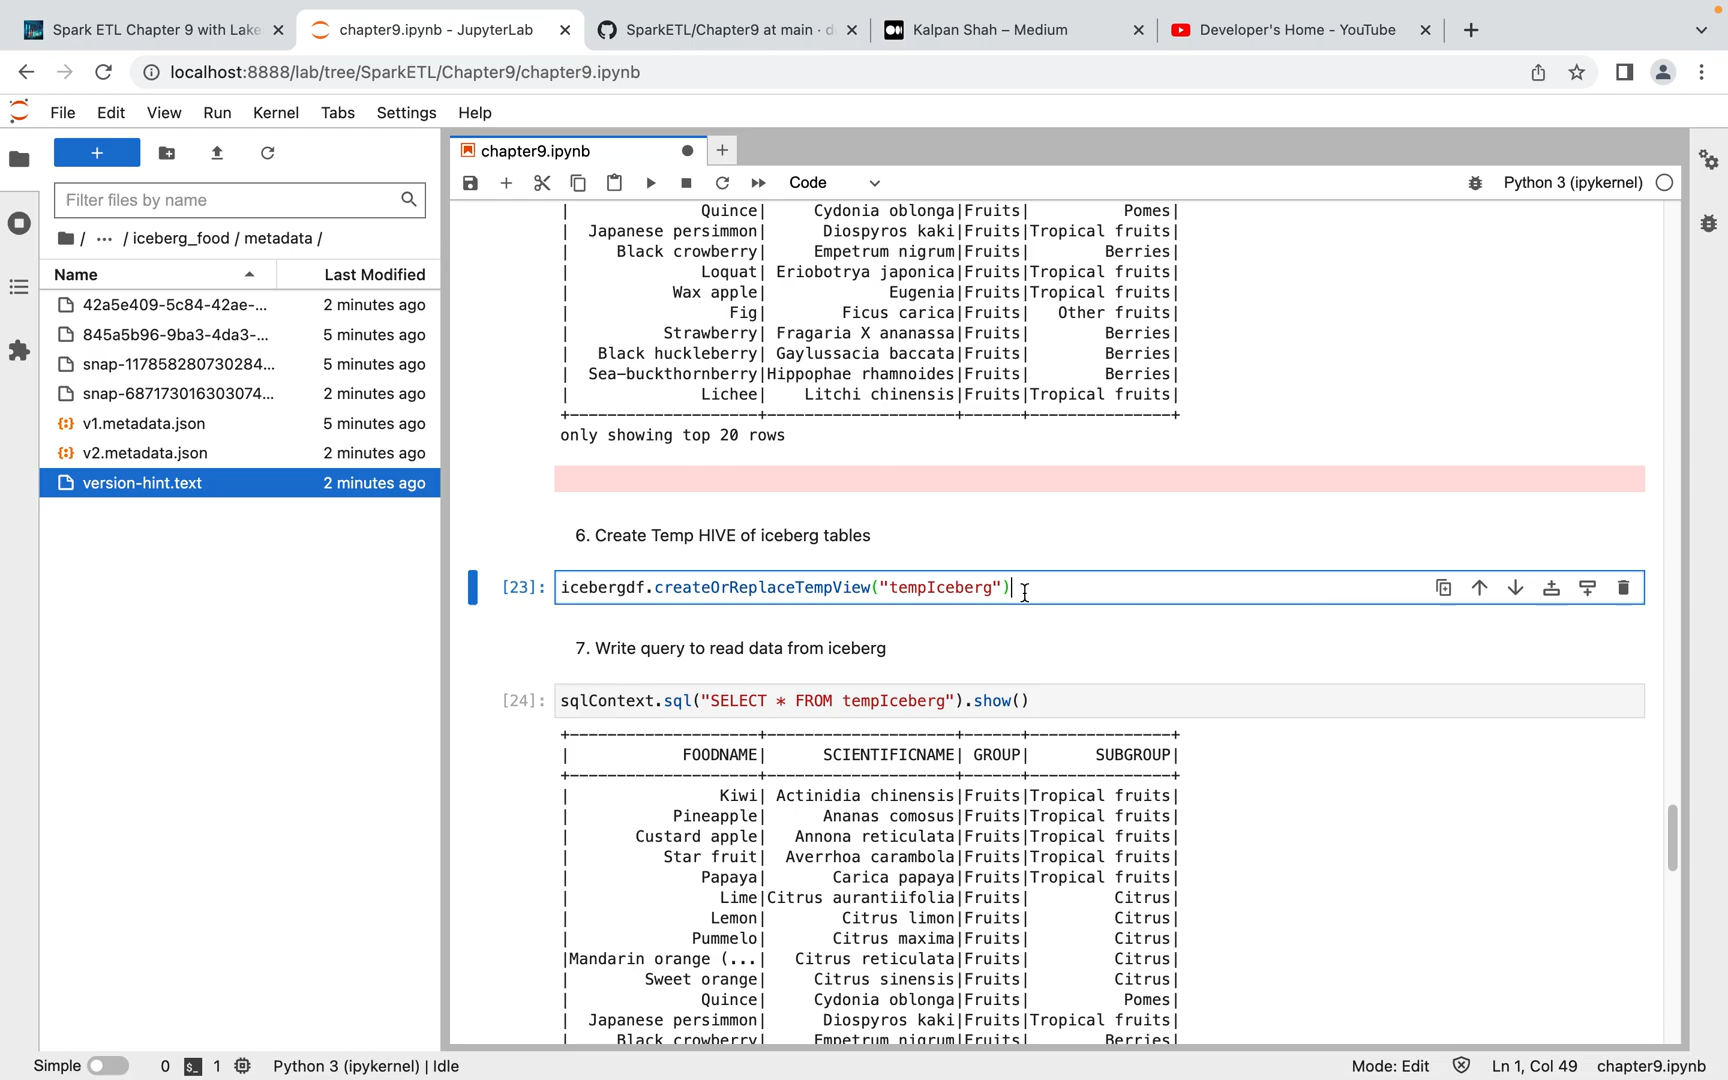 Spark ETL Chapter 9 with Lake
chapter9.ipynb - JupyterLab
SparkETL/Chapter9 at main · d
Kalpan Shah – Medium
Developer's Home - YouTube
localhost:8888/lab/tree/SparkETL/Chapter9/chapter9.ipynb
File Edit View Run Kernel Tabs Settings Help
chapter9.ipynb
Code
Python 3 (ipykernel)
Filter files by name
/ ... / iceberg_food / metadata /
Name Last Modified
42a5e409-5c84-42ae-... 2 minutes ago
845a5b96-9ba3-4da3-... 5 minutes ago
snap-117858280730284... 5 minutes ago
snap-687173016303074... 2 minutes ago
v1.metadata.json 5 minutes ago
v2.metadata.json 2 minutes ago
version-hint.text 2 minutes ago
| Quince| Cydonia oblonga|Fruits| Pomes|
| Japanese persimmon| Diospyros kaki|Fruits|Tropical fruits|
| Black crowberry| Empetrum nigrum|Fruits| Berries|
| Loquat| Eriobotrya japonica|Fruits|Tropical fruits|
| Wax apple| Eugenia|Fruits|Tropical fruits|
| Fig| Ficus carica|Fruits| Other fruits|
| Strawberry| Fragaria X ananassa|Fruits| Berries|
| Black huckleberry| Gaylussacia baccata|Fruits| Berries|
| Sea-buckthornberry|Hippophae rhamnoides|Fruits| Berries|
| Lichee| Litchi chinensis|Fruits|Tropical fruits|
+--------------------+--------------------+------+---------------+
only showing top 20 rows
6. Create Temp HIVE of iceberg tables
[23]: icebergdf.createOrReplaceTempView("tempIceberg")
7. Write query to read data from iceberg
[24]: sqlContext.sql("SELECT * FROM tempIceberg").show()
+--------------------+--------------------+------+---------------+
| FOODNAME| SCIENTIFICNAME| GROUP| SUBGROUP|
+--------------------+--------------------+------+---------------+
| Kiwi| Actinidia chinensis|Fruits|Tropical fruits|
| Pineapple| Ananas comosus|Fruits|Tropical fruits|
| Custard apple| Annona reticulata|Fruits|Tropical fruits|
| Star fruit| Averrhoa carambola|Fruits|Tropical fruits|
| Papaya| Carica papaya|Fruits|Tropical fruits|
| Lime|Citrus aurantiifolia|Fruits| Citrus|
| Lemon| Citrus limon|Fruits| Citrus|
| Pummelo| Citrus maxima|Fruits| Citrus|
|Mandarin orange (...| Citrus reticulata|Fruits| Citrus|
| Sweet orange| Citrus sinensis|Fruits| Citrus|
| Quince| Cydonia oblonga|Fruits| Pomes|
| Japanese persimmon| Diospyros kaki|Fruits|Tropical fruits|
| Black crowberry| Empetrum nigrum|Fruits| Berries|
Simple 0 1 Python 3 (ipykernel) | Idle Mode: Edit Ln 1, Col 49 chapter9.ipynb